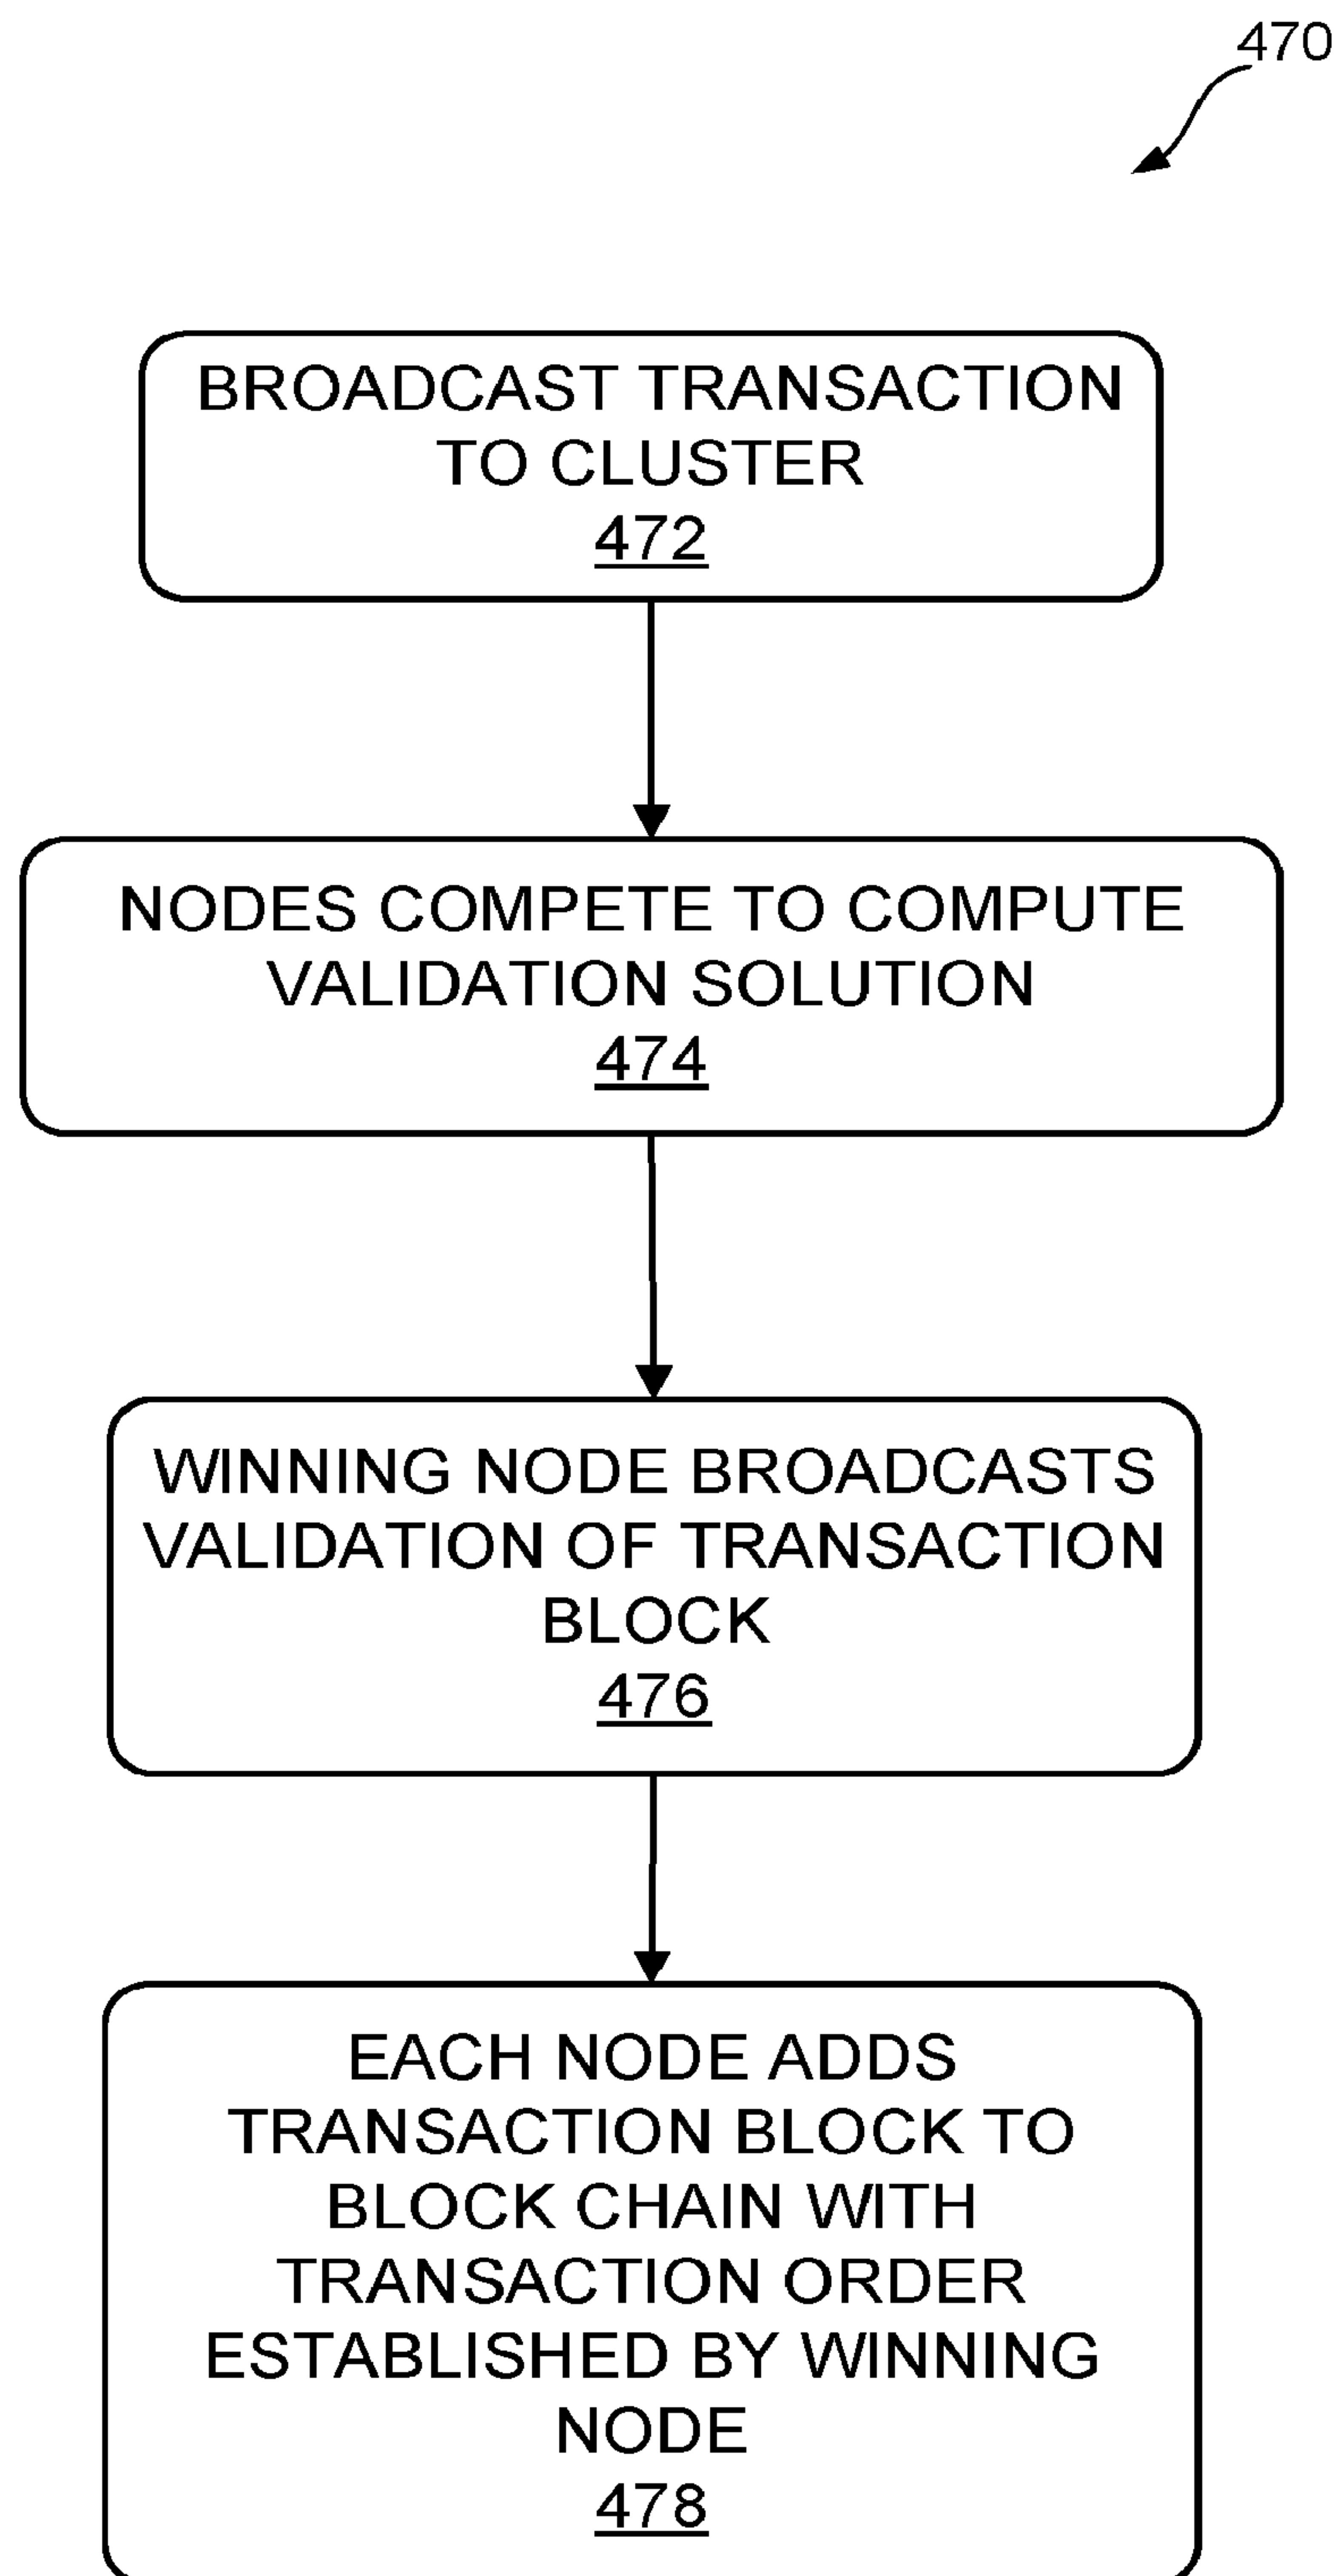 470
BROADCAST TRANSACTION
TO CLUSTER
472
NODES COMPETE TO COMPUTE
VALIDATION SOLUTION
474
WINNING NODE BROADCASTS
VALIDATION OF TRANSACTION
BLOCK
476
EACH NODE ADDS
TRANSACTION BLOCK TO
BLOCK CHAIN WITH
TRANSACTION ORDER
ESTABLISHED BY WINNING
NODE
478